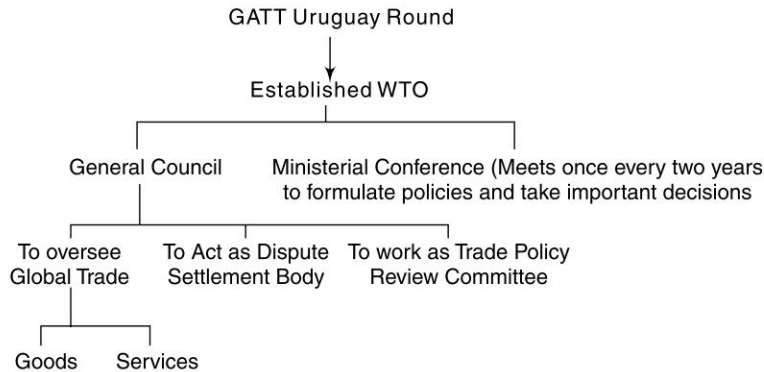 GATT Uruguay Round
Established WTO
General Council
Ministerial Conference (Meets once every two years
to formulate policies and take important decisions
To oversee
Global Trade
To Act as Dispute
Settlement Body
To work as Trade Policy
Review Committee
Goods
Services